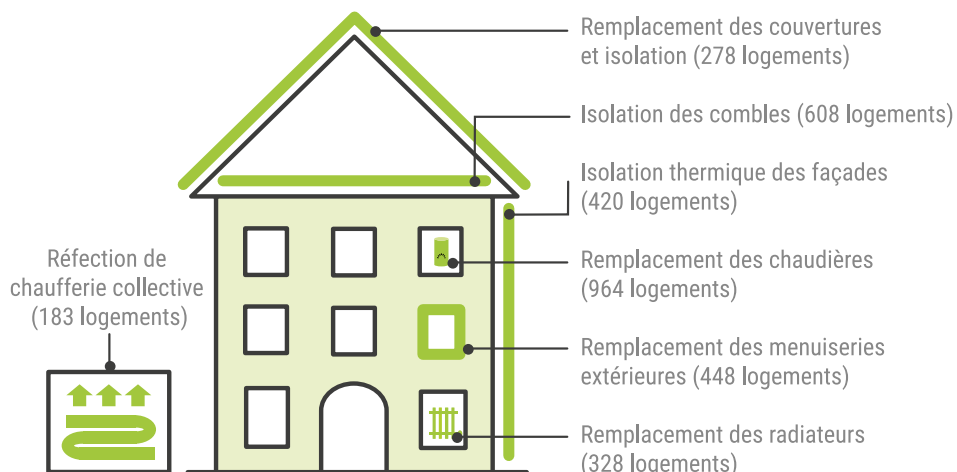 Remplacement des couvertures
et isolation (278 logements)
Isolation des combles (608 logements)
Isolation thermique des façades
(420 logements)
Réfection de
chaufferie collective
(183 logements)
Remplacement des chaudières
(964 logements)
Remplacement des menuiseries
extérieures (448 logements)
Remplacement des radiateurs
(328 logements)